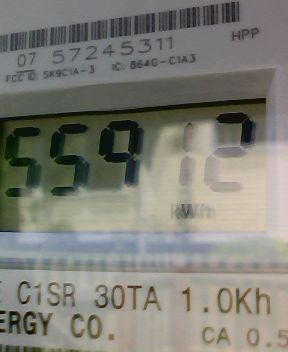 07 57245311
HPP
FCC ID: SK9C1A-3 IC: 864G-C1A3
55912
kWh
C1SR 30TA 1.0Kh
ERGY CO.
CA 0.5